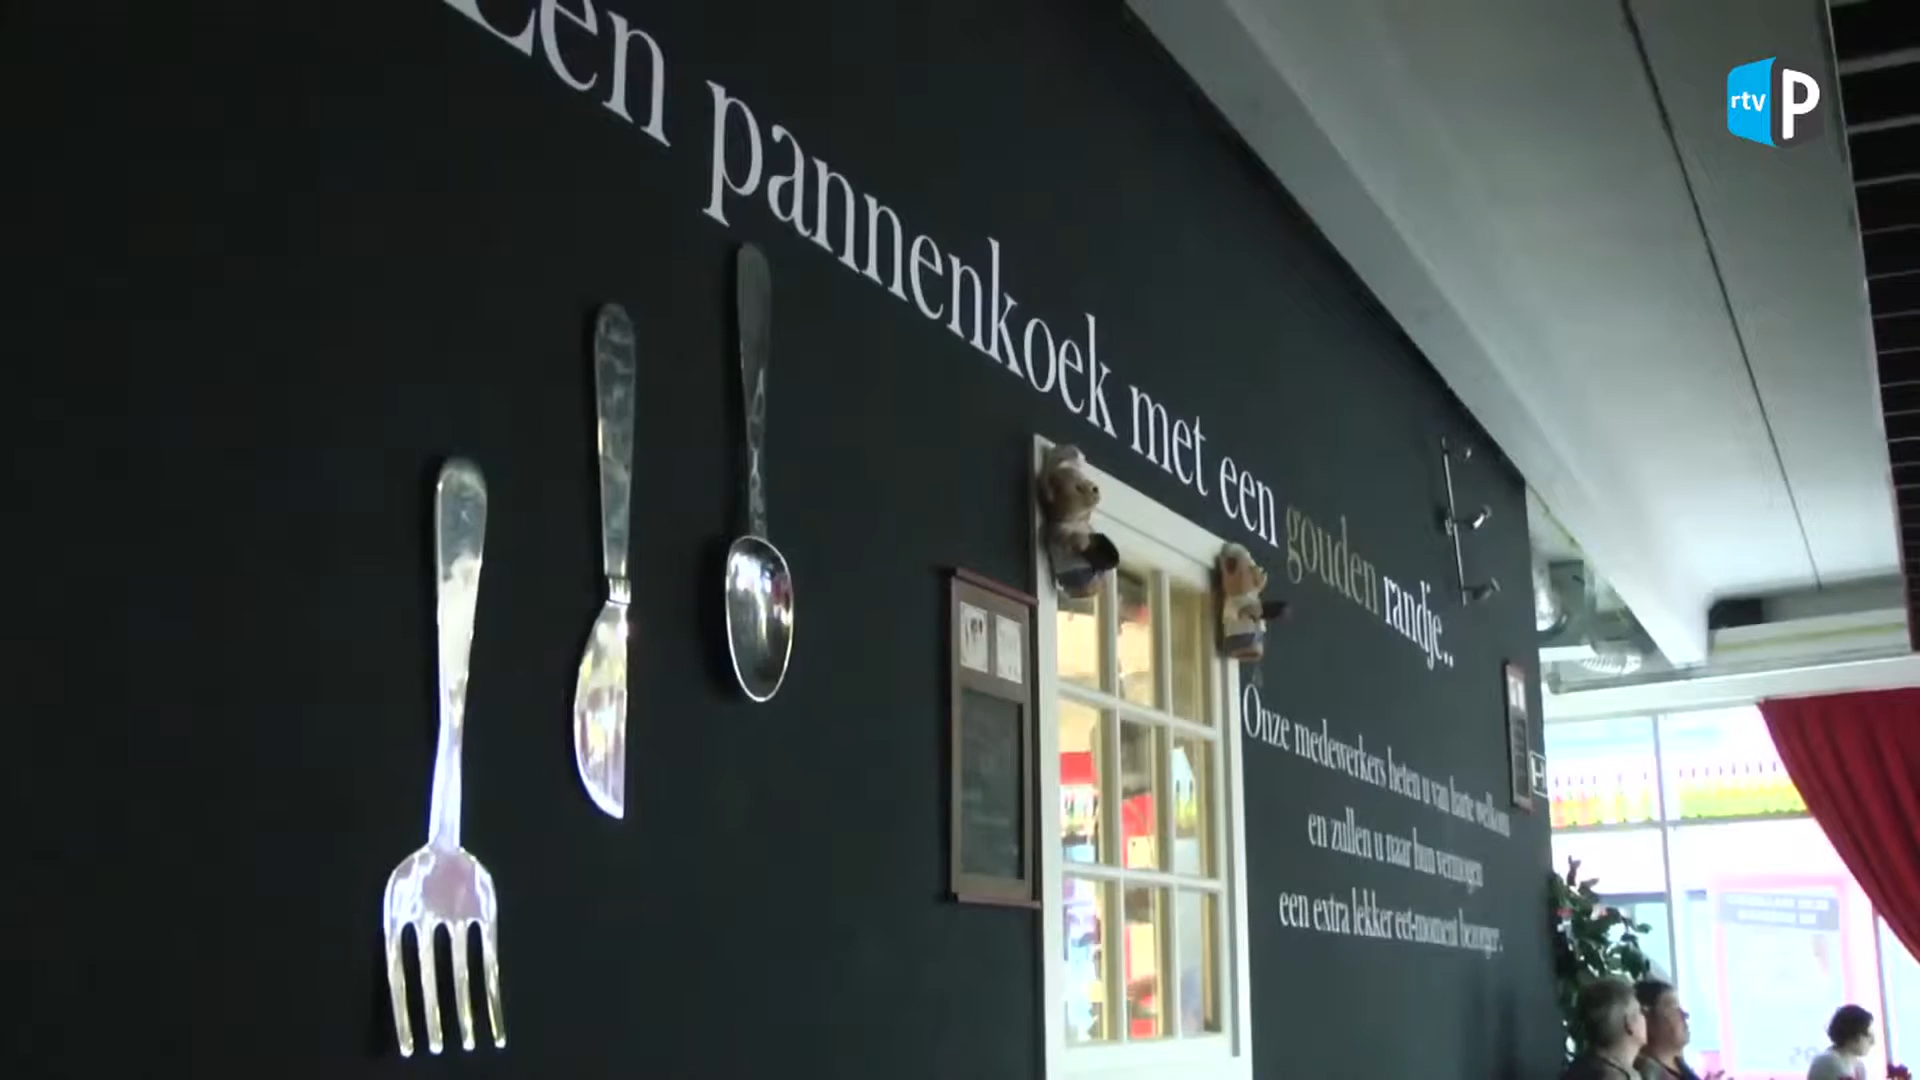 Een pannenkoek met een gouden randje..
Onze medewerkers heten u van harte welkom
en zullen u naar hun vermogen
een extra lekker eet-moment bezorgen.
rtv P